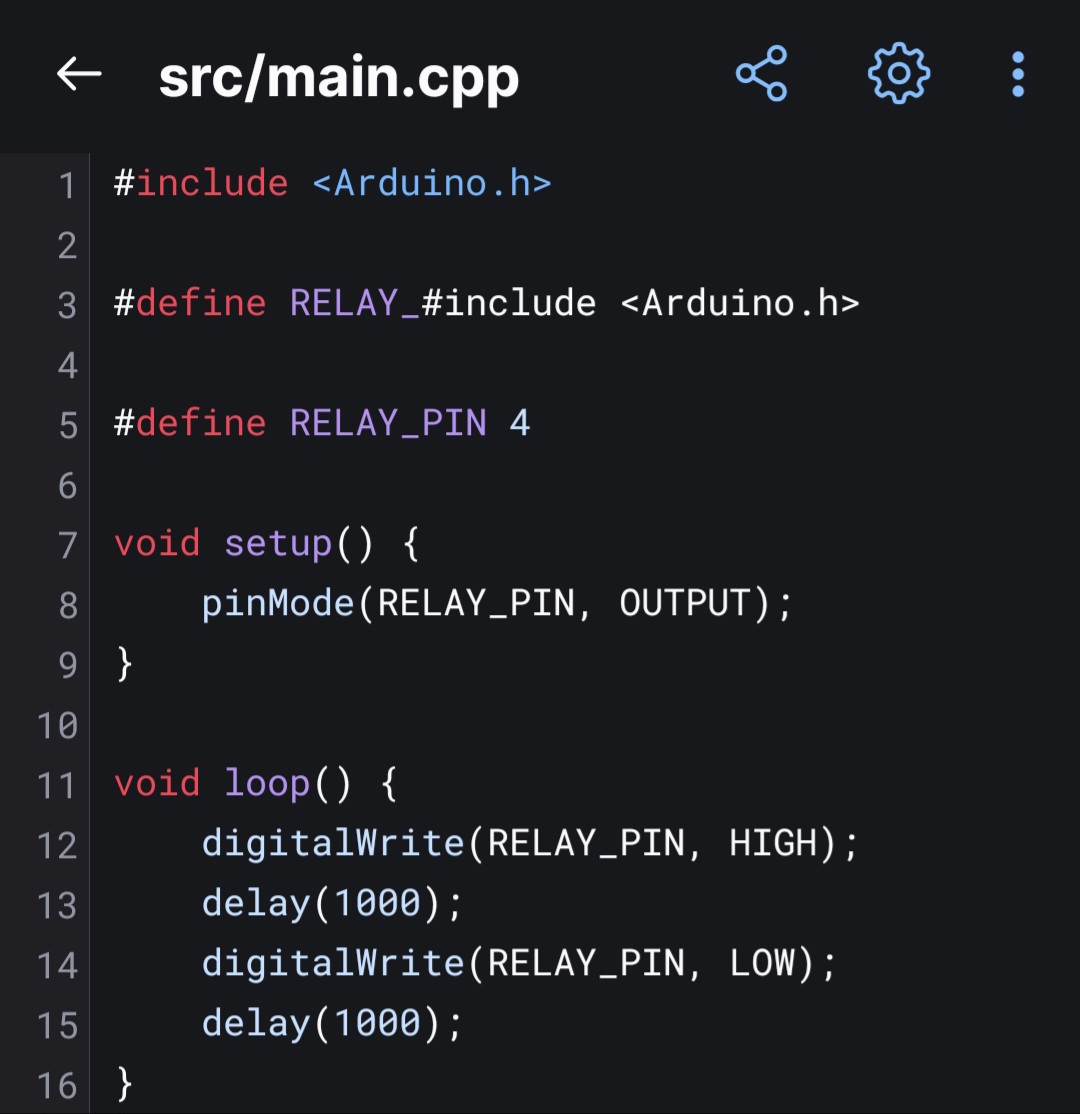 src/main.cpp
1 #include <Arduino.h>
2
3 #define RELAY_#include <Arduino.h>
4
5 #define RELAY_PIN 4
6
7 void setup() {
8     pinMode(RELAY_PIN, OUTPUT);
9 }
10
11 void loop() {
12     digitalWrite(RELAY_PIN, HIGH);
13     delay(1000);
14     digitalWrite(RELAY_PIN, LOW);
15     delay(1000);
16 }